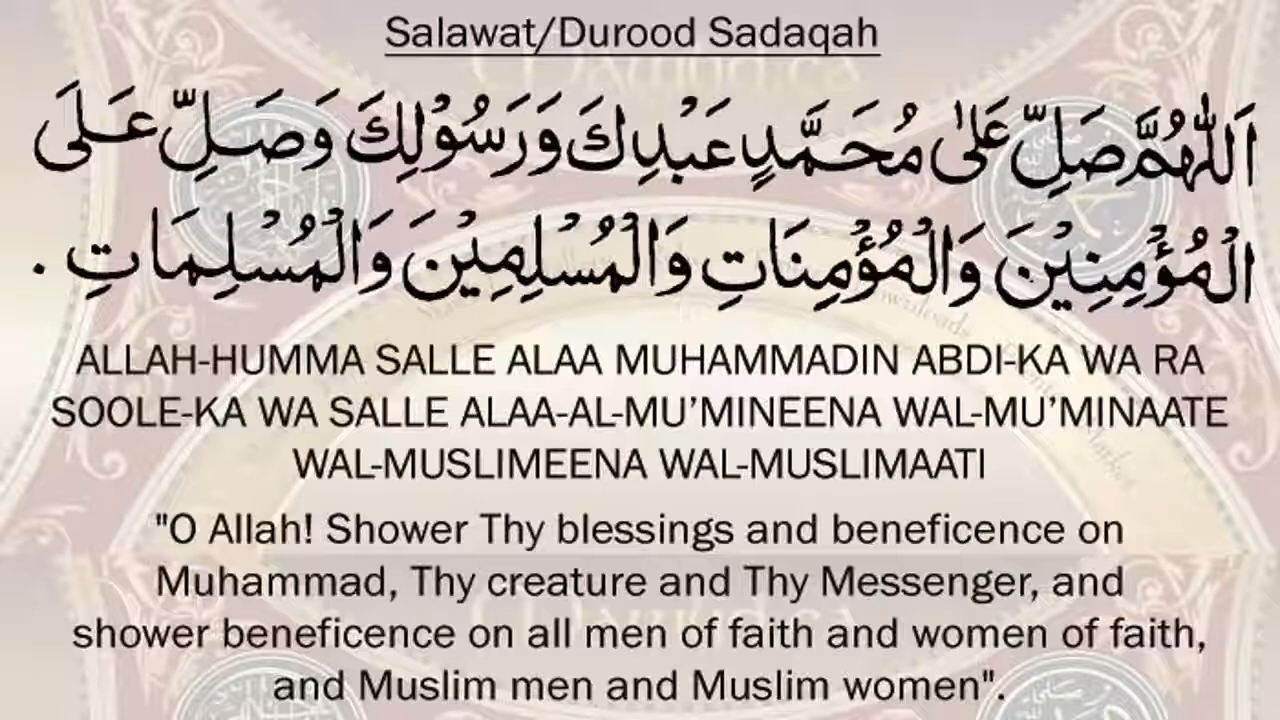 Salawat/Durood Sadaqah
اَللّٰهُمَّ صَلِّ عَلٰى مُحَمَّدٍ عَبْدِكَ وَرَسُوْلِكَ وَصَلِّ عَلَى
الْمُؤْمِنِيْنَ وَالْمُؤْمِنَاتِ وَالْمُسْلِمِيْنَ وَالْمُسْلِمَاتِ .
ALLAH-HUMMA SALLE ALAA MUHAMMADIN ABDI-KA WA RA
SOOLE-KA WA SALLE ALAA-AL-MU’MINEENA WAL-MU’MINAATE
WAL-MUSLIMEENA WAL-MUSLIMAATI
"O Allah! Shower Thy blessings and beneficence on
Muhammad, Thy creature and Thy Messenger, and
shower beneficence on all men of faith and women of faith,
and Muslim men and Muslim women".